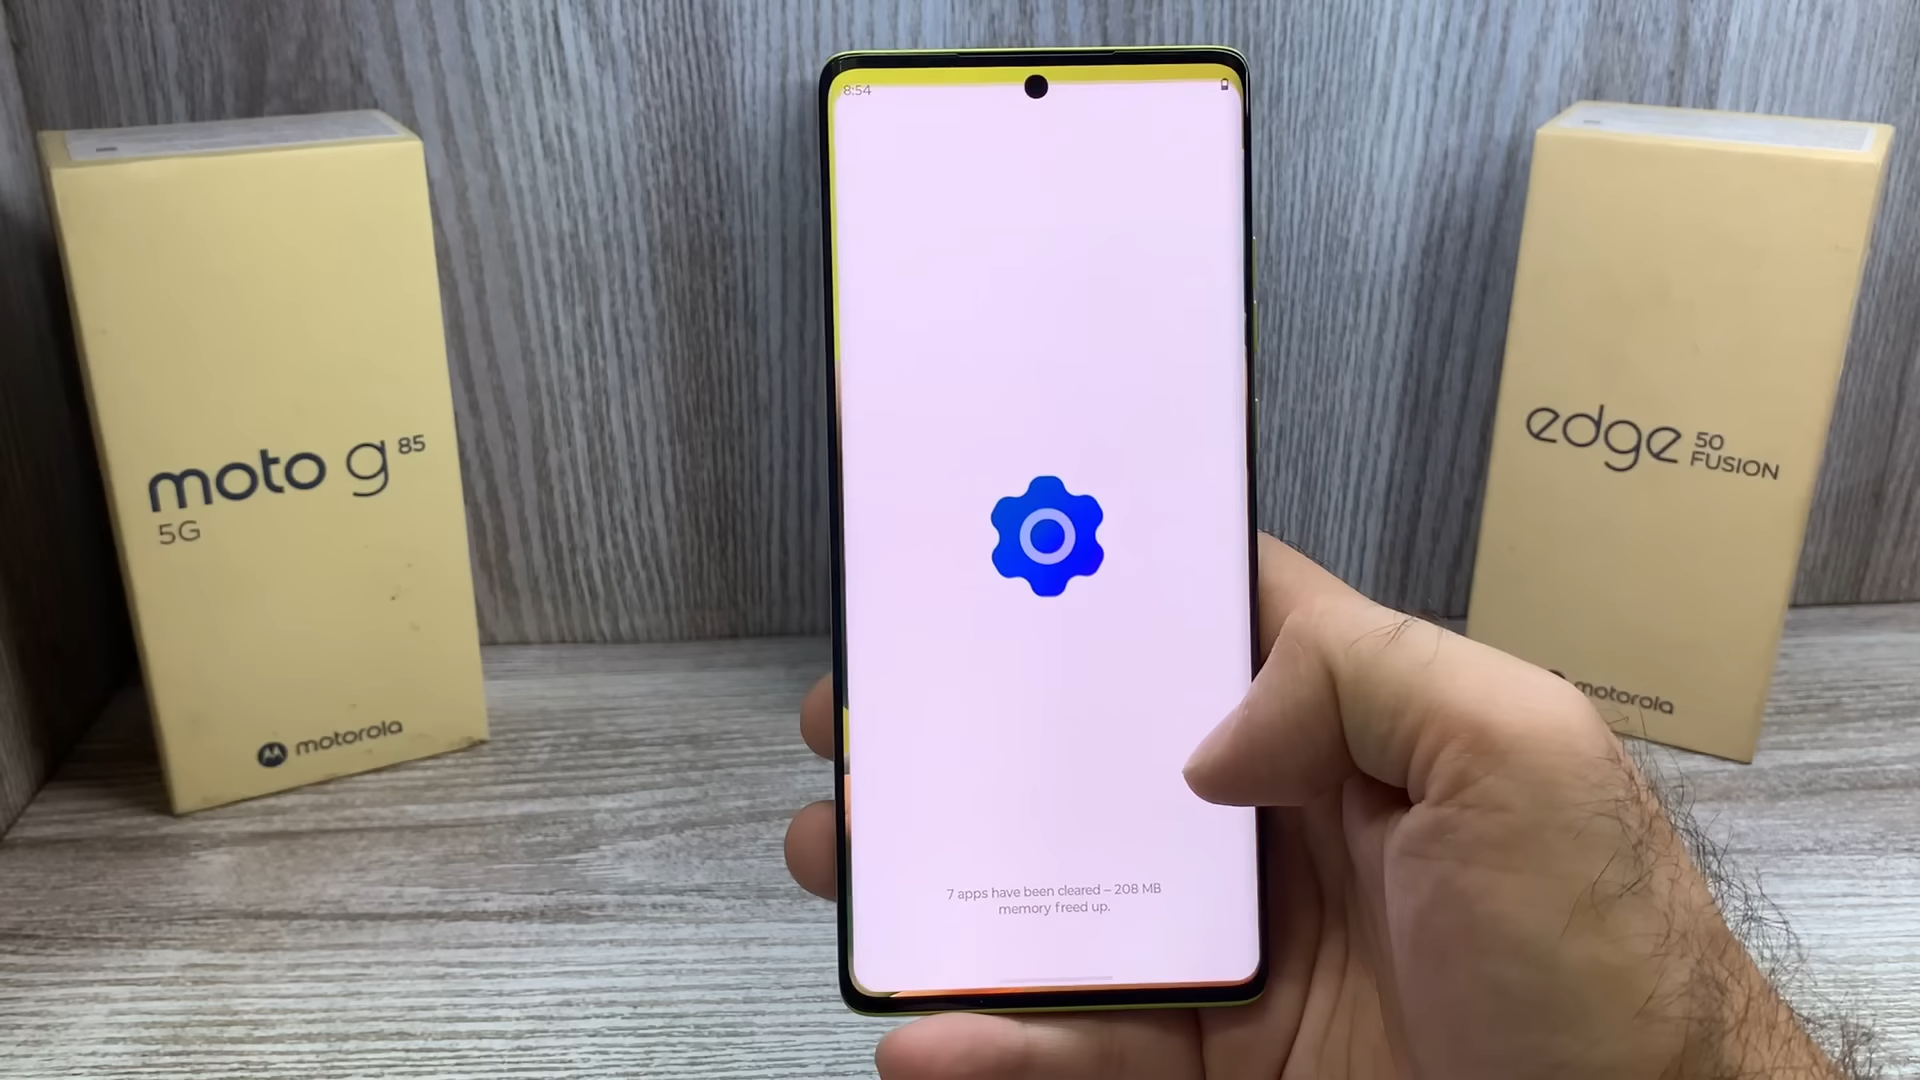 moto g 85
5G
motorola
8:54
7 apps have been cleared – 208 MB
memory freed up.
edge 50
FUSION
motorola